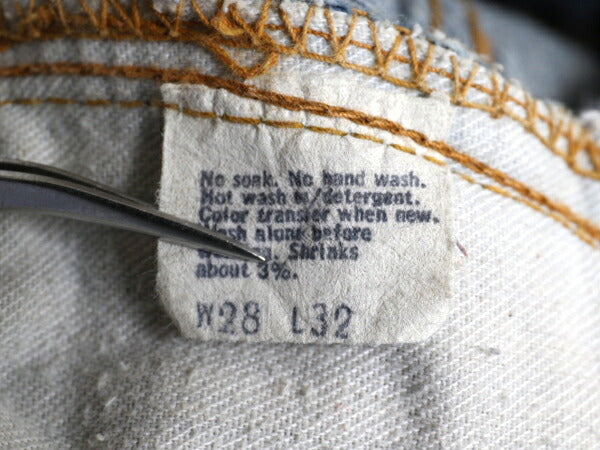 No soak. No hand wash.
Hot wash w/detergent.
Color transfer when new.
Wash alone before
Shrinks
about 3%.
W28 L32